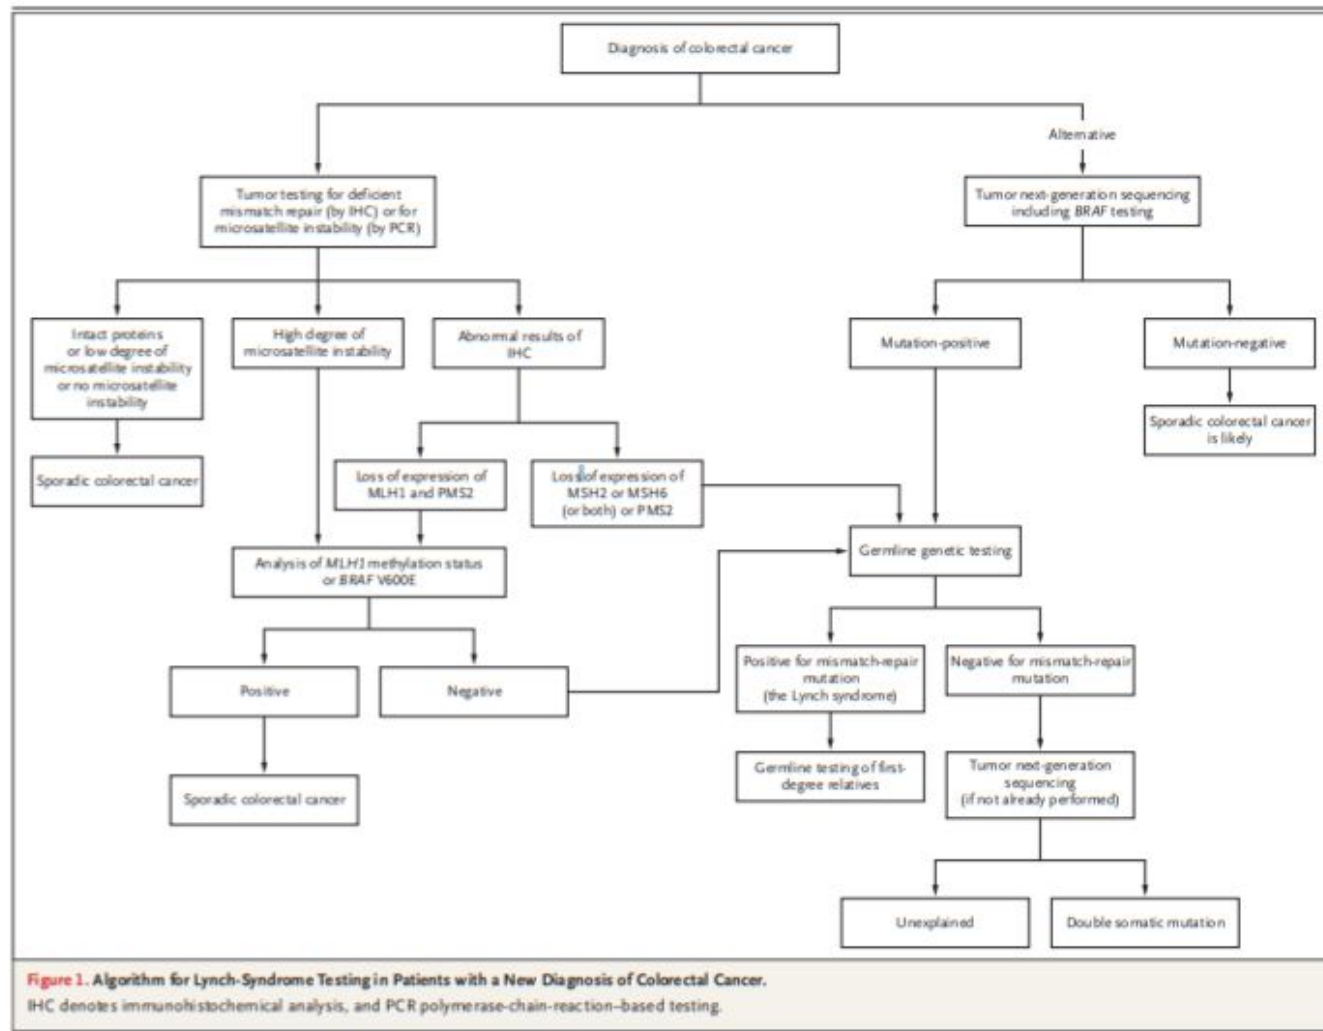 Diagnosis of colorectal cancer
Alternative
Tumor testing for deficient
mismatch repair (by IHC) or for
microsatellite instability (by PCR)
Tumor next-generation sequencing
including BRAF testing
Intact proteins
or low degree of
microsatellite instability
or no microsatellite
instability
High degree of
microsatellite instability
Abnormal results of
IHC
Mutation-positive
Mutation-negative
Sporadic colorectal cancer
is likely
Sporadic colorectal cancer
Loss of expression of
MLH1 and PMS2
Loss of expression of
MSH2 or MSH6
(or both) or PMS2
Germline genetic testing
Analysis of MLH1 methylation status
or BRAF V600E
Positive
Negative
Positive for mismatch-repair
mutation
(the Lynch syndrome)
Negative for mismatch-repair
mutation
Germline testing of first-
degree relatives
Tumor next-generation
sequencing
(if not already performed)
Sporadic colorectal cancer
Unexplained
Double somatic mutation
Figure 1. Algorithm for Lynch-Syndrome Testing in Patients with a New Diagnosis of Colorectal Cancer.
IHC denotes immunohistochemical analysis, and PCR polymerase-chain-reaction–based testing.